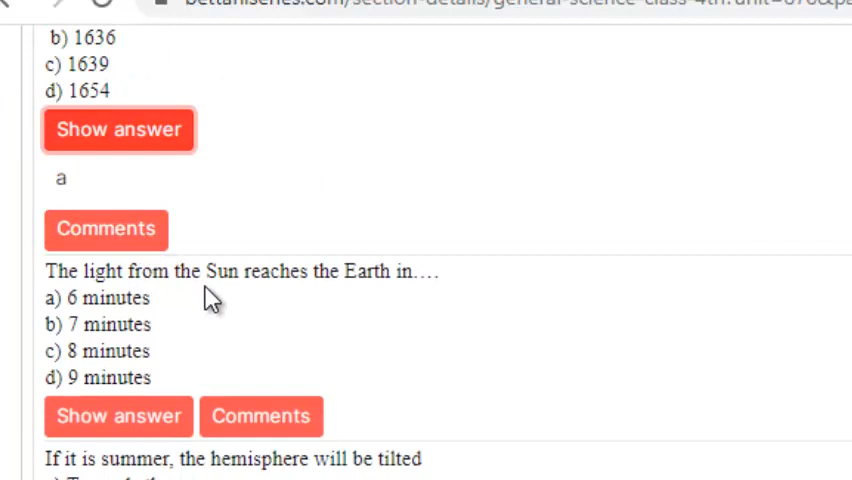 b) 1636
c) 1639
d) 1654
Show answer
a
Comments
The light from the Sun reaches the Earth in....
a) 6 minutes
b) 7 minutes
c) 8 minutes
d) 9 minutes
Show answer Comments
If it is summer, the hemisphere will be tilted